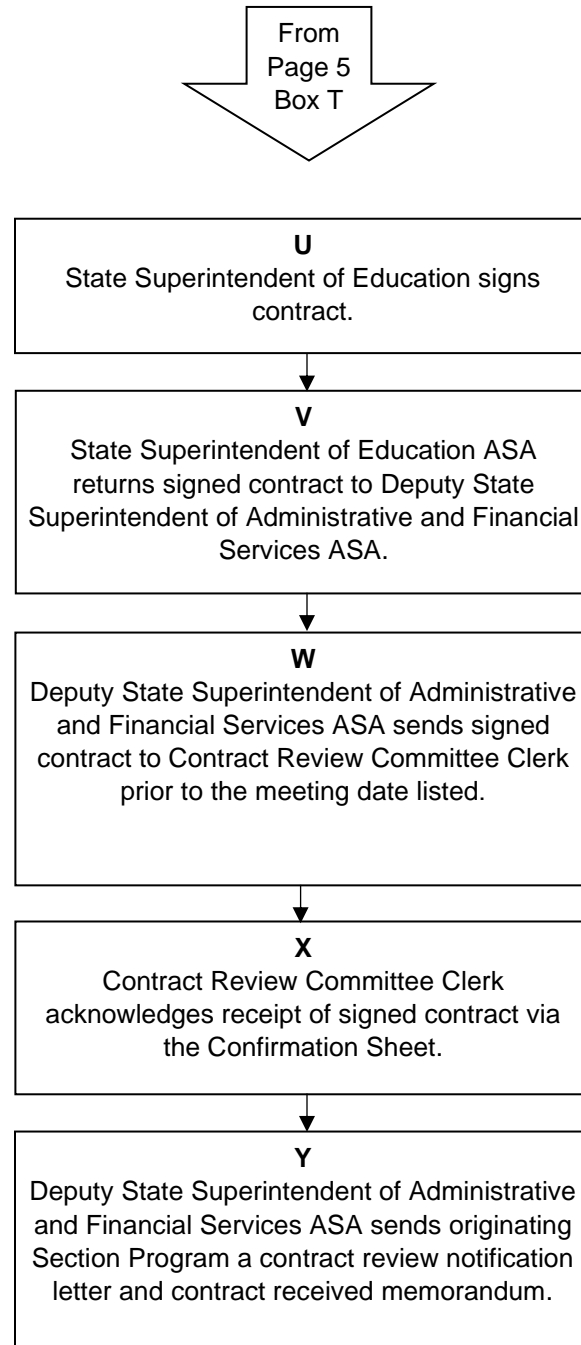 From
Page 5
Box T
U
State Superintendent of Education signs
contract.
V
State Superintendent of Education ASA
returns signed contract to Deputy State
Superintendent of Administrative and Financial
Services ASA.
W
Deputy State Superintendent of Administrative
and Financial Services ASA sends signed
contract to Contract Review Committee Clerk
prior to the meeting date listed.
X
Contract Review Committee Clerk
acknowledges receipt of signed contract via
the Confirmation Sheet.
Y
Deputy State Superintendent of Administrative
and Financial Services ASA sends originating
Section Program a contract review notification
letter and contract received memorandum.